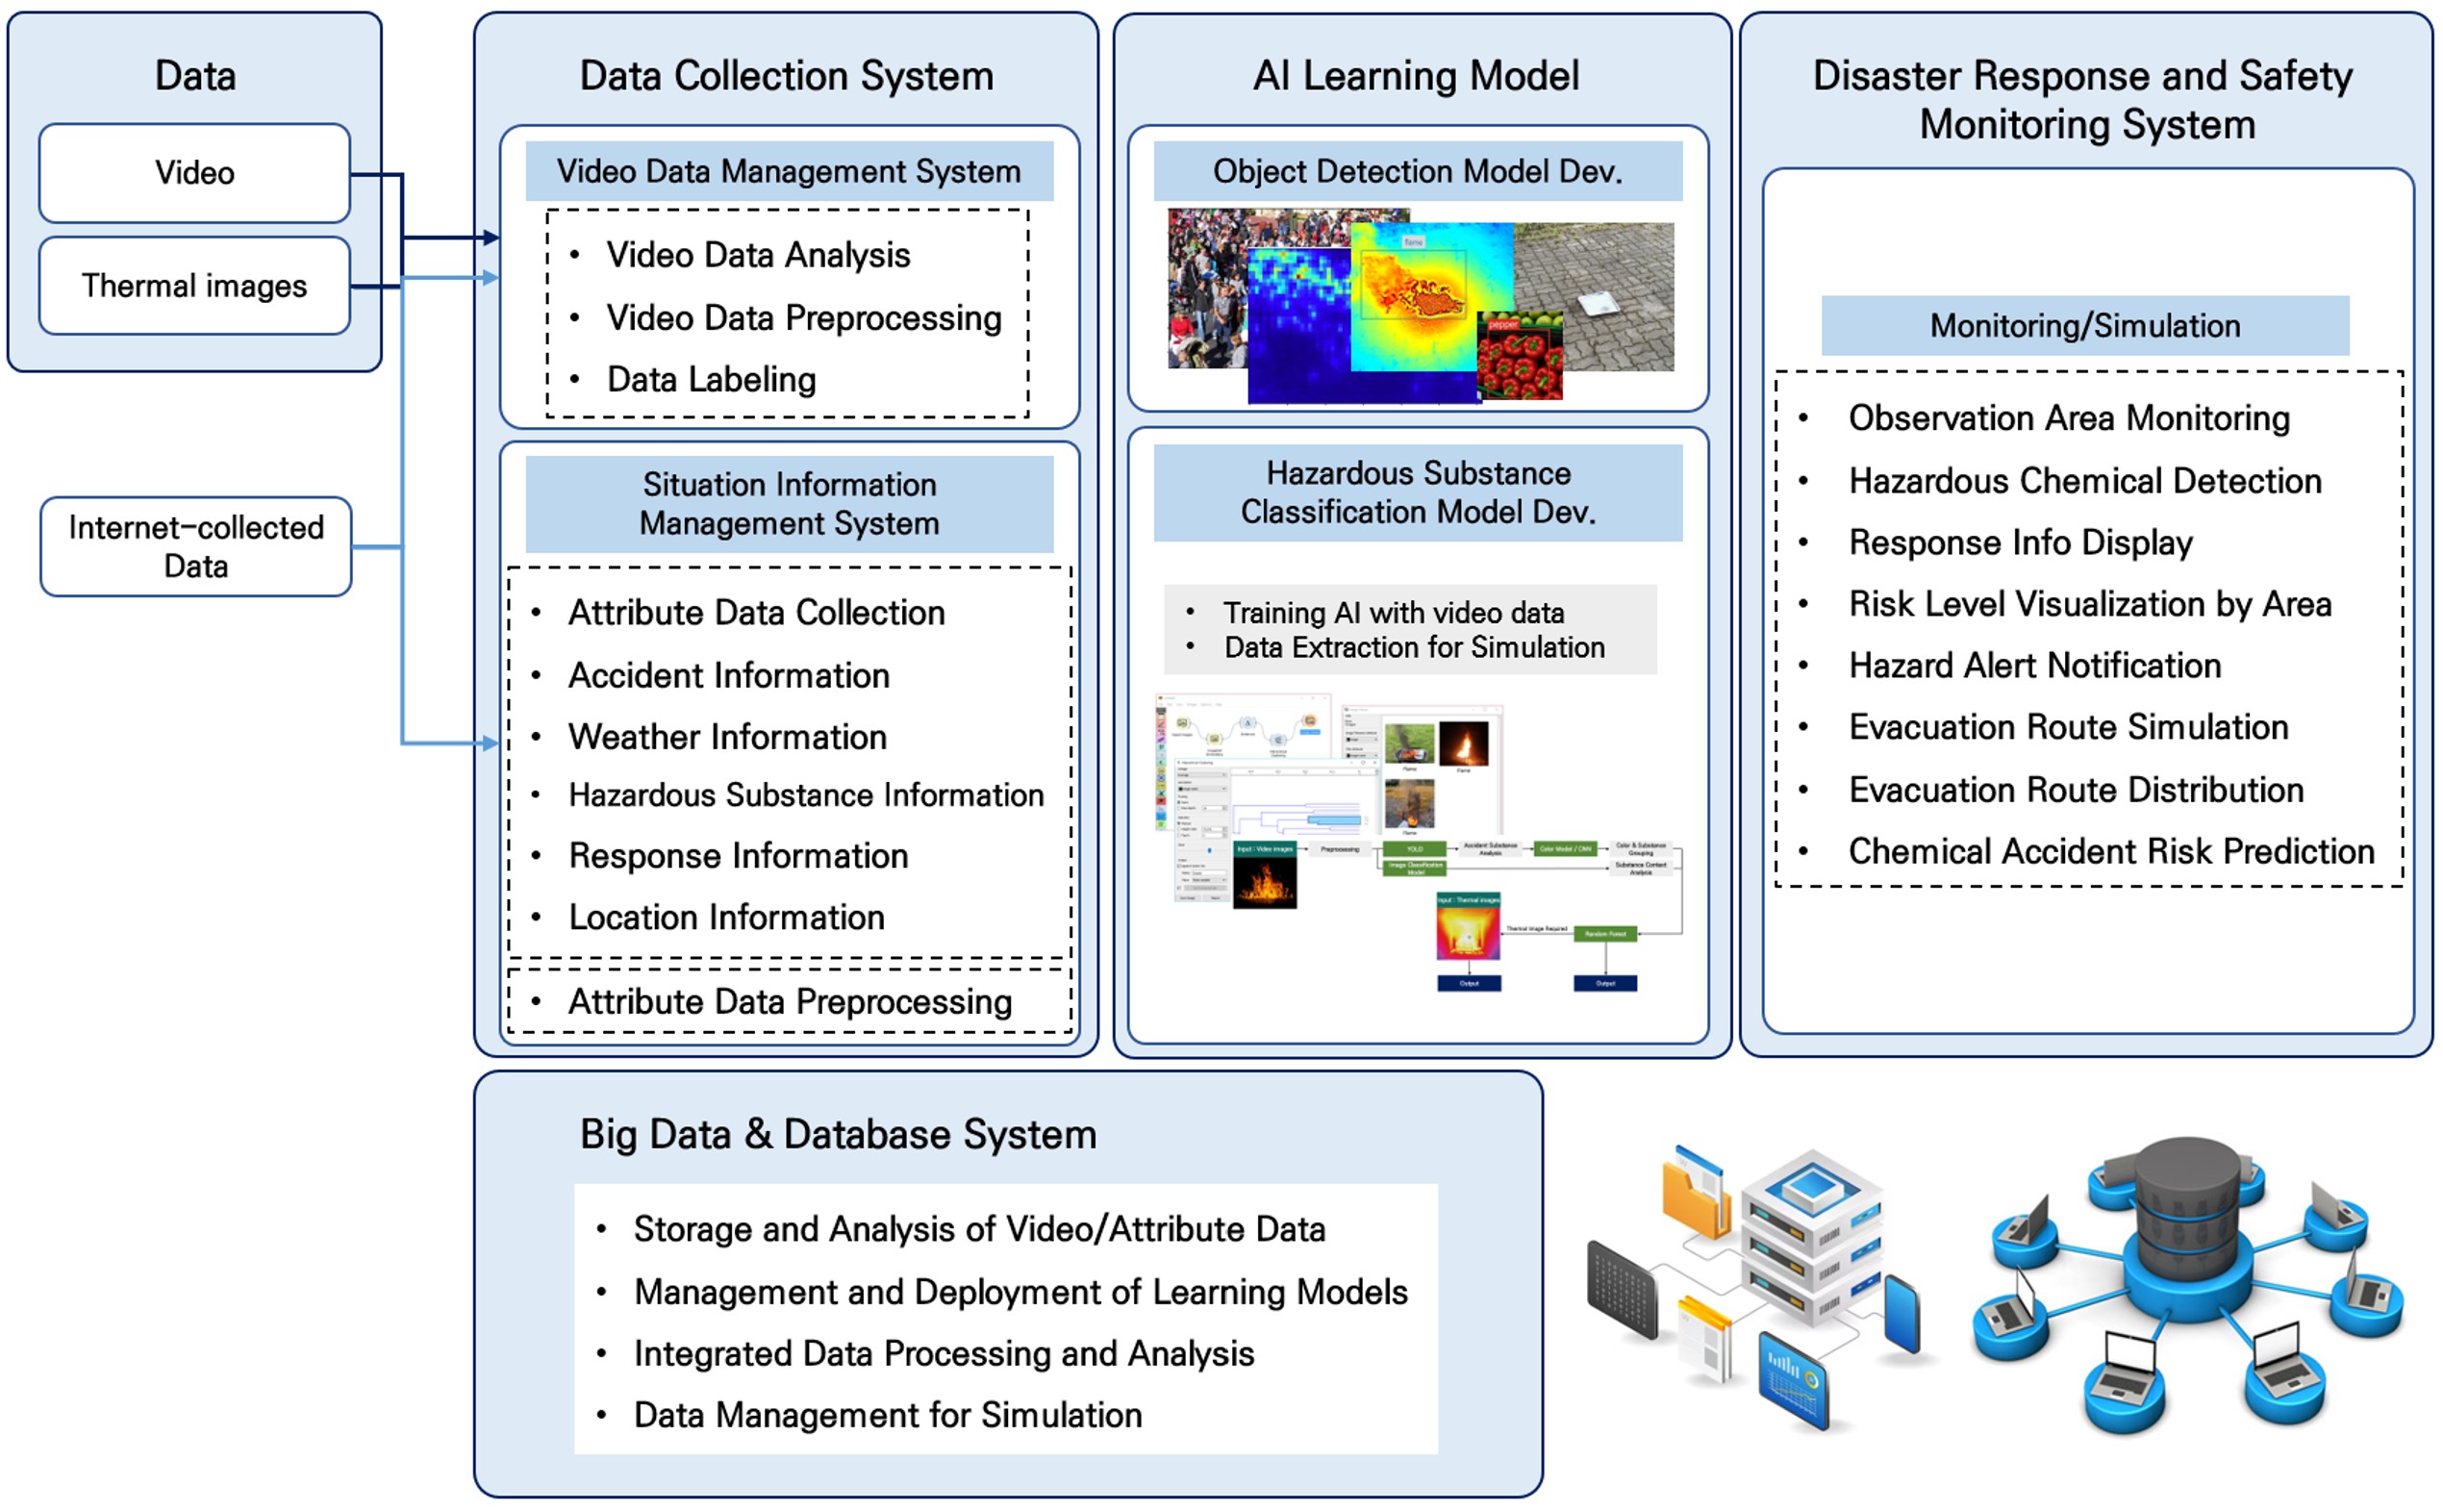 Data
Video
Thermal images
Internet-collected
Data
Data Collection System
Video Data Management System
• Video Data Analysis
• Video Data Preprocessing
• Data Labeling
Situation Information
Management System
• Attribute Data Collection
• Accident Information
• Weather Information
• Hazardous Substance Information
• Response Information
• Location Information
• Attribute Data Preprocessing
AI Learning Model
Object Detection Model Dev.
flame
pepper
Hazardous Substance
Classification Model Dev.
• Training AI with video data
• Data Extraction for Simulation
Flame
Flame
Flame
Input : Video images
Preprocessing
YOLO
Image Classification
Model
Accident Substance
Analysis
Color Model / CNN
Color & Substance
Grouping
Substance Context
Analysis
Input : Thermal images
Thermal Image Required
Random Forest
Output
Output
Disaster Response and Safety
Monitoring System
Monitoring/Simulation
• Observation Area Monitoring
• Hazardous Chemical Detection
• Response Info Display
• Risk Level Visualization by Area
• Hazard Alert Notification
• Evacuation Route Simulation
• Evacuation Route Distribution
• Chemical Accident Risk Prediction
Big Data & Database System
• Storage and Analysis of Video/Attribute Data
• Management and Deployment of Learning Models
• Integrated Data Processing and Analysis
• Data Management for Simulation